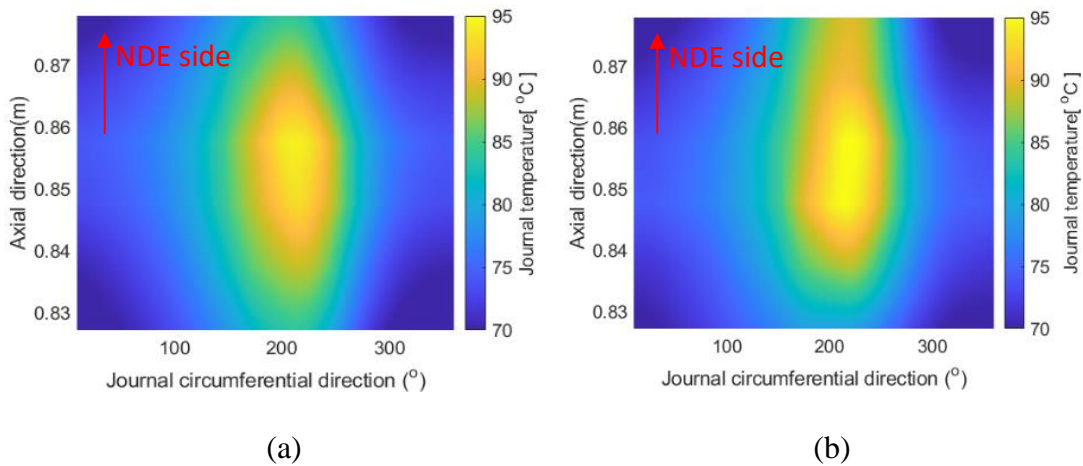 NDE side
Axial direction(m)
0.87
0.86
0.85
0.84
0.83
100 200 300
Journal circumferential direction (°)
95
90
85
80
75
70
Journal temperature[ °C]
(a)
NDE side
Axial direction(m)
0.87
0.86
0.85
0.84
0.83
100 200 300
Journal circumferential direction (°)
95
90
85
80
75
70
Journal temperature[ °C]
(b)